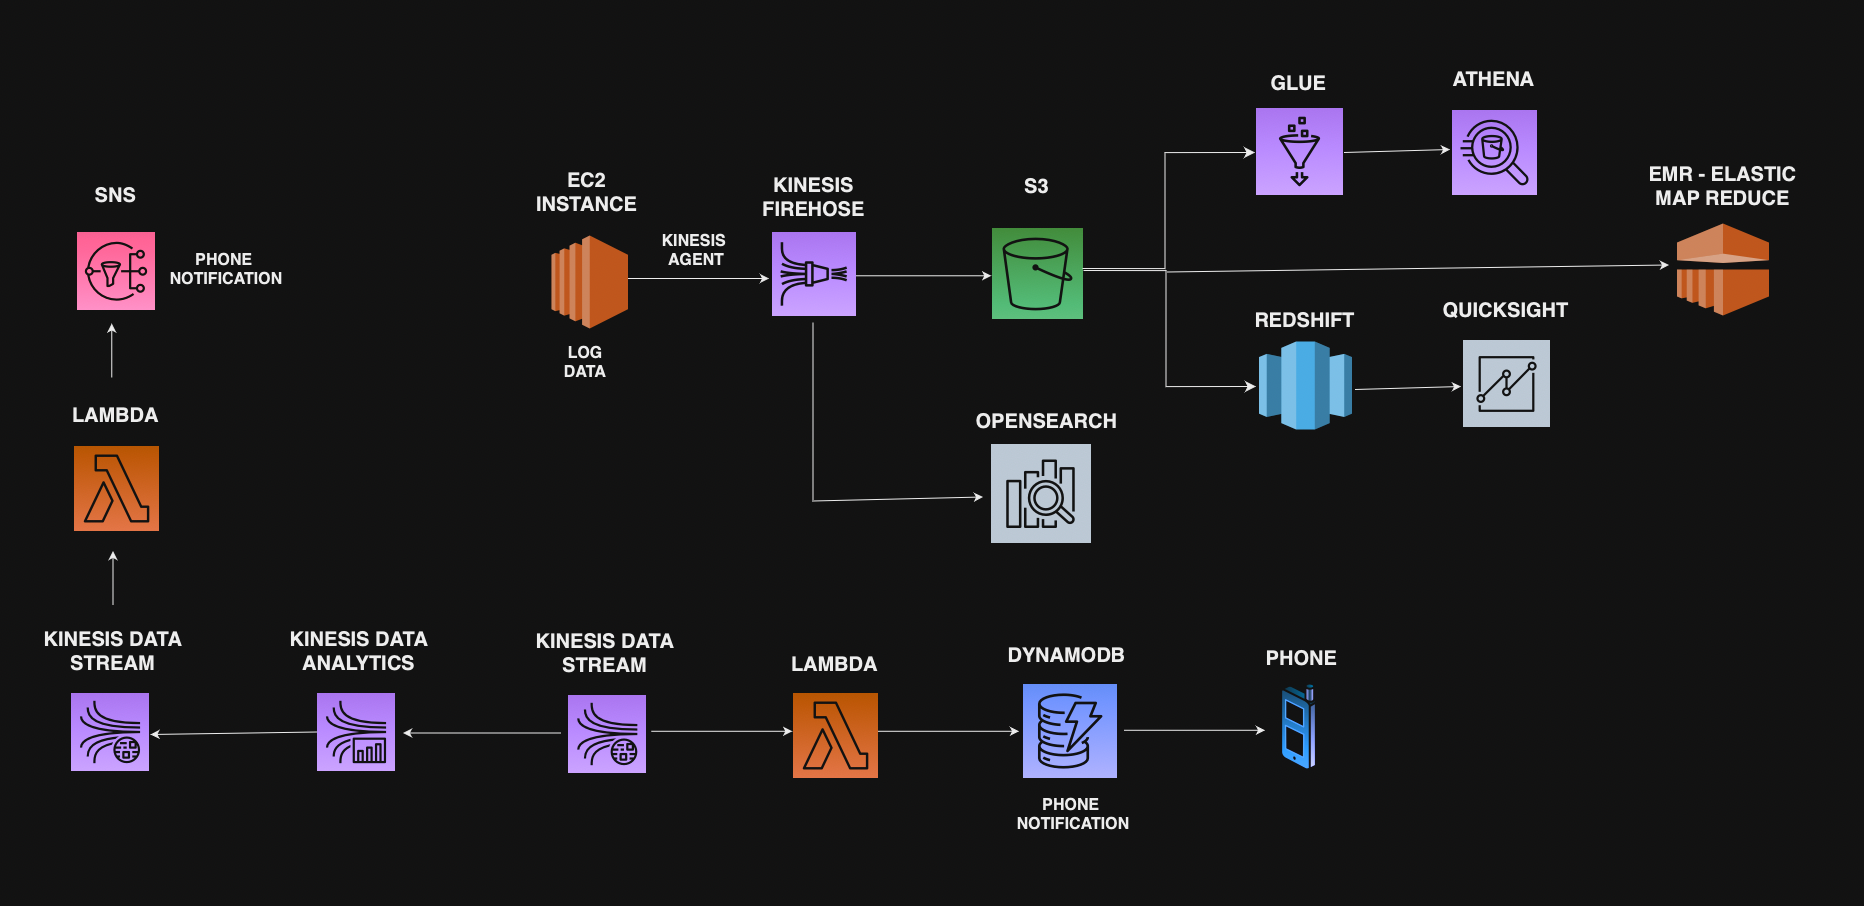 GLUE
ATHENA
EMR - ELASTIC
MAP REDUCE
SNS
EC2
INSTANCE
KINESIS
FIREHOSE
S3
KINESIS
AGENT
PHONE
NOTIFICATION
LOG
DATA
REDSHIFT
QUICKSIGHT
LAMBDA
OPENSEARCH
KINESIS DATA
STREAM
KINESIS DATA
ANALYTICS
KINESIS DATA
STREAM
LAMBDA
DYNAMODB
PHONE
PHONE
NOTIFICATION